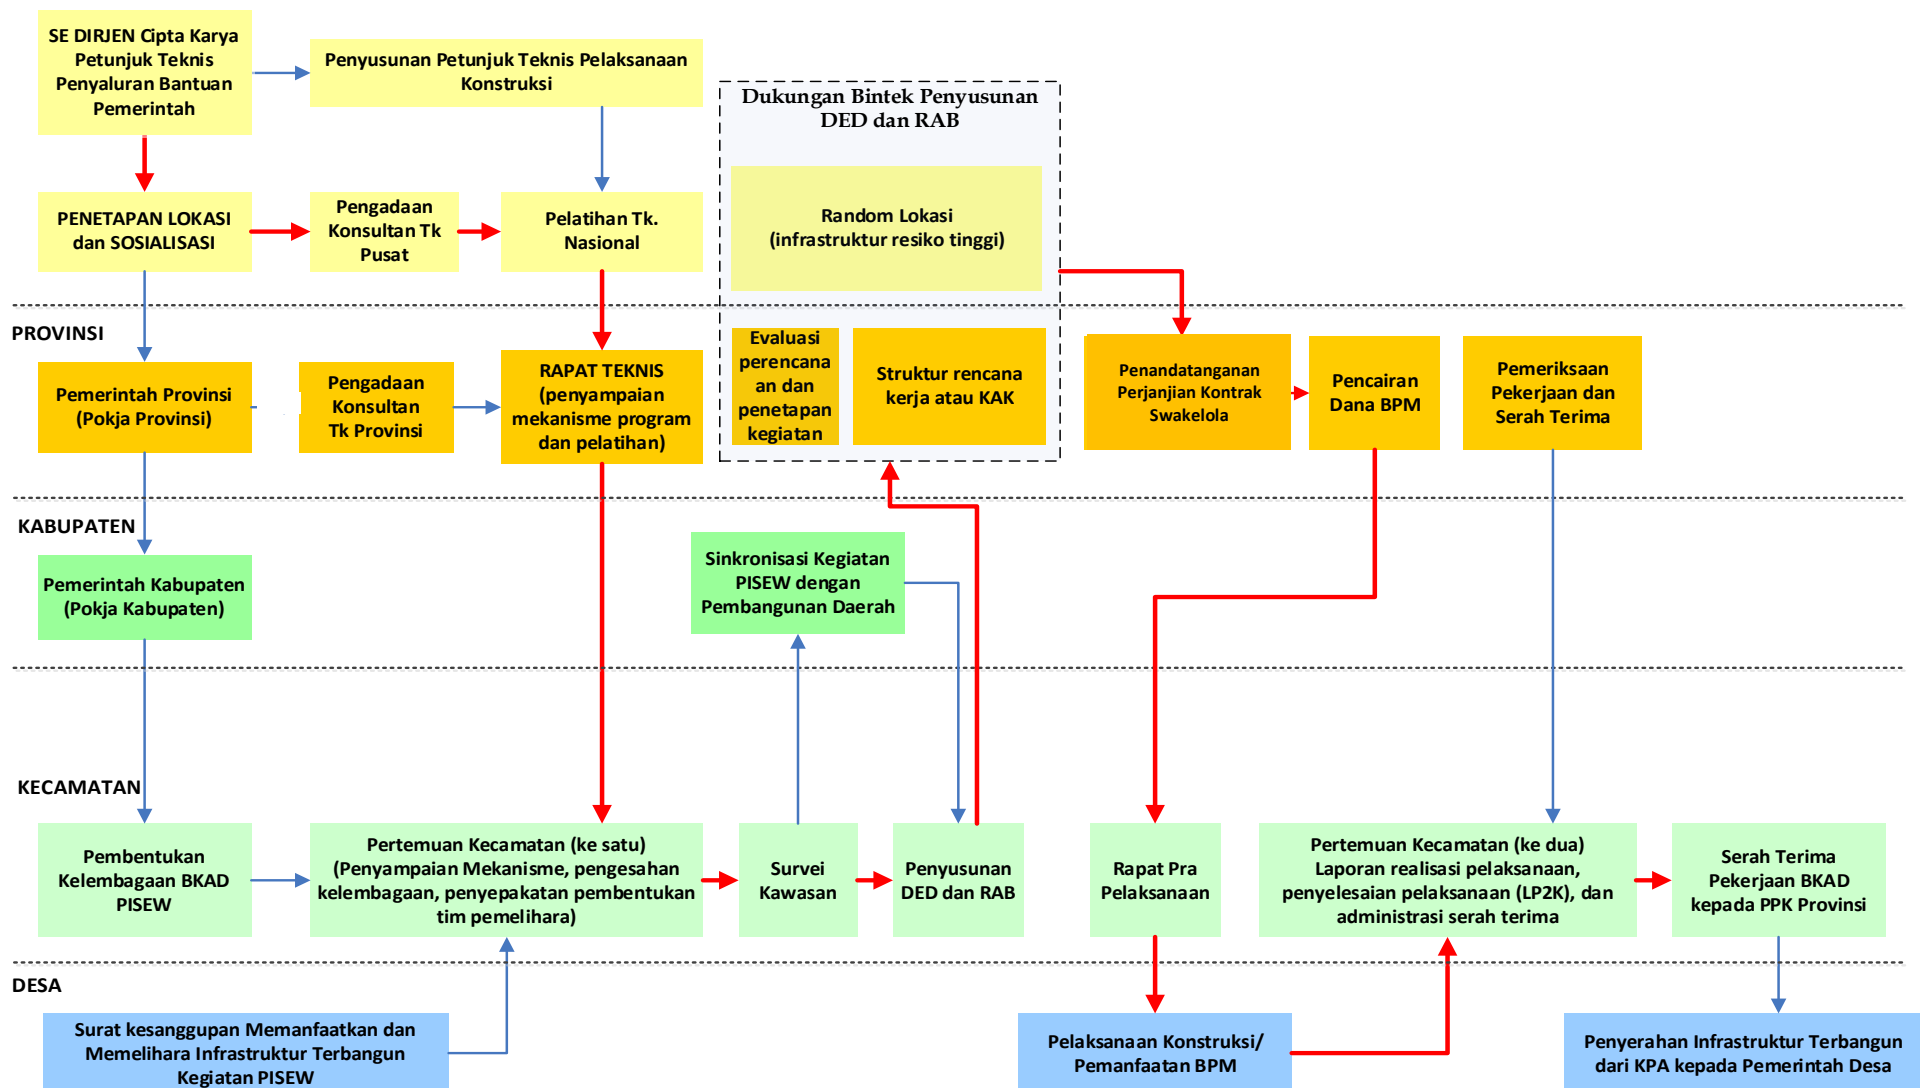 SE DIRJEN Cipta Karya
Petunjuk Teknis
Penyaluran Bantuan
Pemerintah
Penyusunan Petunjuk Teknis Pelaksanaan
Konstruksi
Dukungan Bintek Penyusunan
DED dan RAB
PENETAPAN LOKASI
dan SOSIALISASI
Pengadaan
Konsultan Tk
Pusat
Pelatihan Tk.
Nasional
Random Lokasi
(infrastruktur resiko tinggi)
PROVINSI
Pemerintah Provinsi
(Pokja Provinsi)
Pengadaan
Konsultan
Tk Provinsi
RAPAT TEKNIS
(penyampaian
mekanisme program
dan pelatihan)
Evaluasi
perencana
an dan
penetapan
kegiatan
Struktur rencana
kerja atau KAK
Penandatanganan
Perjanjian Kontrak
Swakelola
Pencairan
Dana BPM
Pemeriksaan
Pekerjaan dan
Serah Terima
KABUPATEN
Pemerintah Kabupaten
(Pokja Kabupaten)
Sinkronisasi Kegiatan
PISEW dengan
Pembangunan Daerah
KECAMATAN
Pembentukan
Kelembagaan BKAD
PISEW
Pertemuan Kecamatan (ke satu)
(Penyampaian Mekanisme, pengesahan
kelembagaan, penyepakatan pembentukan
tim pemelihara)
Survei
Kawasan
Penyusunan
DED dan RAB
Rapat Pra
Pelaksanaan
Pertemuan Kecamatan (ke dua)
Laporan realisasi pelaksanaan,
penyelesaian pelaksanaan (LP2K), dan
administrasi serah terima
Serah Terima
Pekerjaan BKAD
kepada PPK Provinsi
DESA
Surat kesanggupan Memanfaatkan dan
Memelihara Infrastruktur Terbangun
Kegiatan PISEW
Pelaksanaan Konstruksi/
Pemanfaatan BPM
Penyerahan Infrastruktur Terbangun
dari KPA kepada Pemerintah Desa